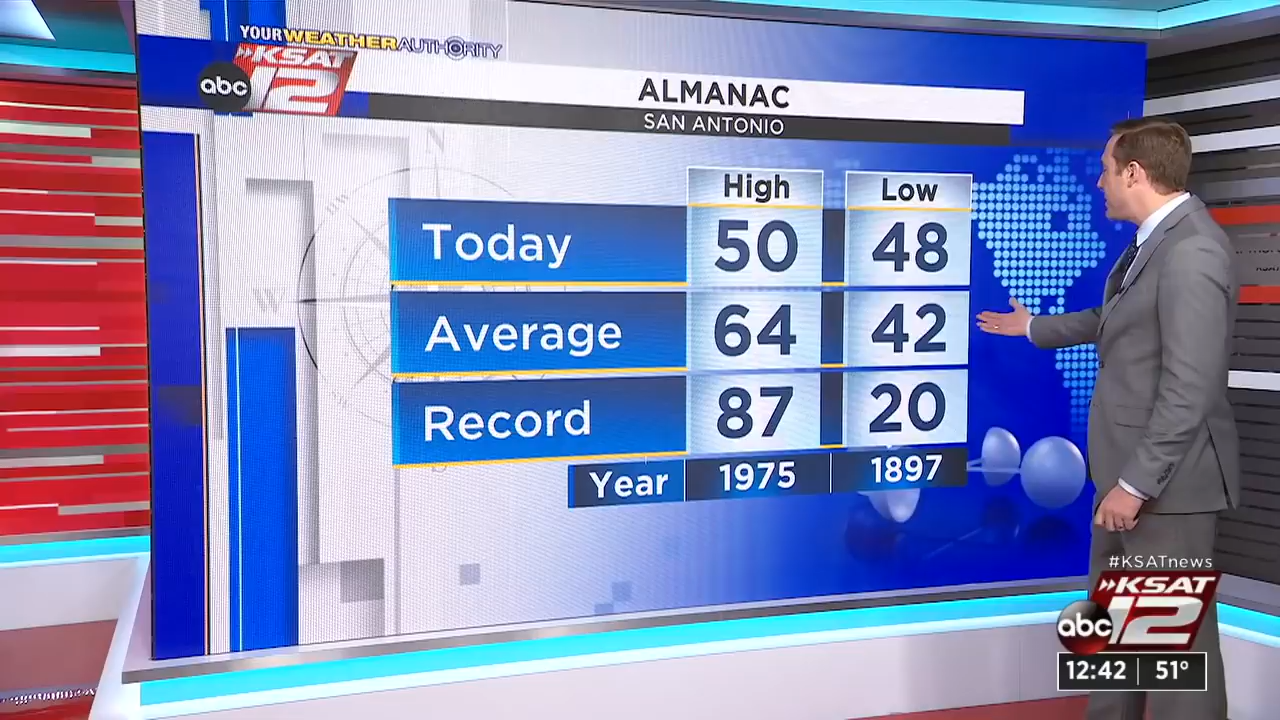 YOUR WEATHER AUTHORITY
KSAT
abc 12
ALMANAC
SAN ANTONIO
High Low
Today 50 48
Average 64 42
Record 87 20
Year 1975 1897
N
#KSATnews
KSAT
abc 12
12:42 51°